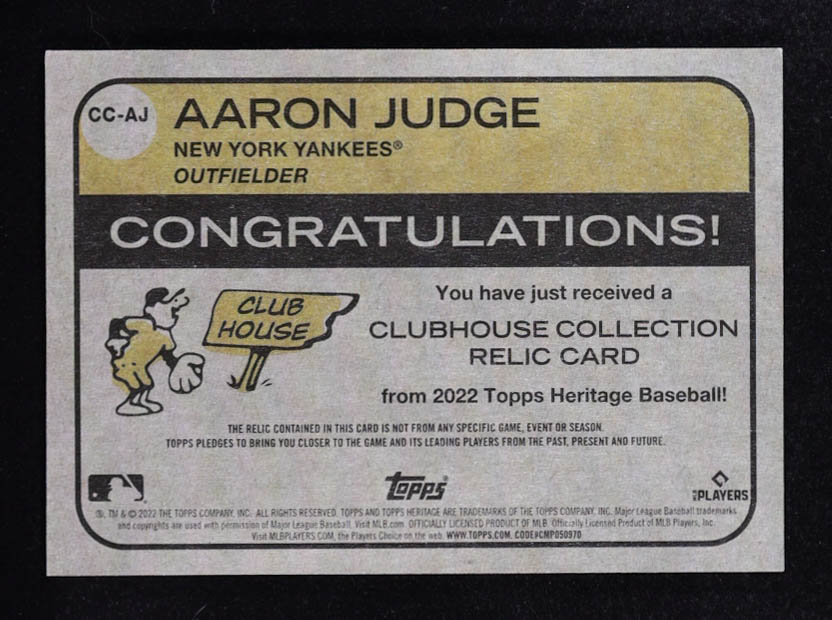 CC-AJ
AARON JUDGE
NEW YORK YANKEES®
OUTFIELDER
CONGRATULATIONS!
CLUB
HOUSE
You have just received a
CLUBHOUSE COLLECTION
RELIC CARD
from 2022 Topps Heritage Baseball!
THE RELIC CONTAINED IN THIS CARD IS NOT FROM ANY SPECIFIC GAME, EVENT OR SEASON.
TOPPS PLEDGES TO BRING YOU CLOSER TO THE GAME AND ITS LEADING PLAYERS FROM THE PAST, PRESENT AND FUTURE.
topps
PLAYERS
®, TM & © 2022 THE TOPPS COMPANY, INC. ALL RIGHTS RESERVED. TOPPS AND TOPPS HERITAGE ARE TRADEMARKS OF THE TOPPS COMPANY, INC. Major League Baseball trademarks
and copyrights are used with permission of Major League Baseball. Visit MLB.com. OFFICIALLY LICENSED PRODUCT OF MLB. Officially Licensed Product of MLB Players, Inc.
Visit MLBPLAYERS.COM, the Players Choice on the web. WWW.TOPPS.COM. CODE#CMP050970